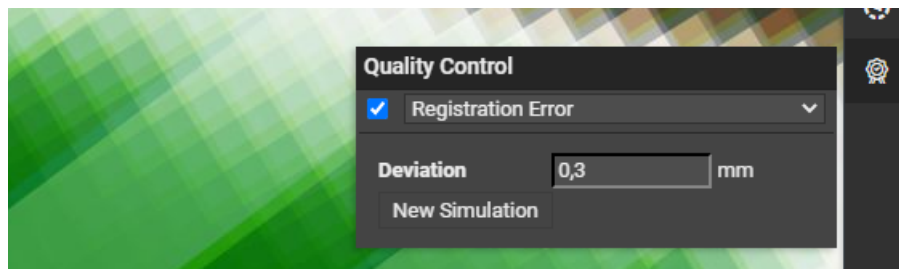 Quality Control
Registration Error
Deviation 0,3 mm
New Simulation